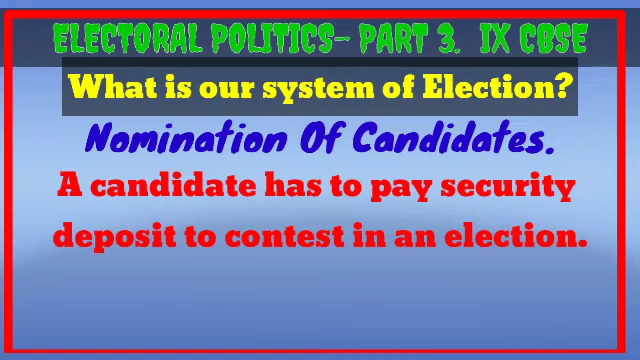 ELECTORAL POLITICS- PART 3. IX CBSE
What is our system of Election?
Nomination Of Candidates.
A candidate has to pay security
deposit to contest in an election.